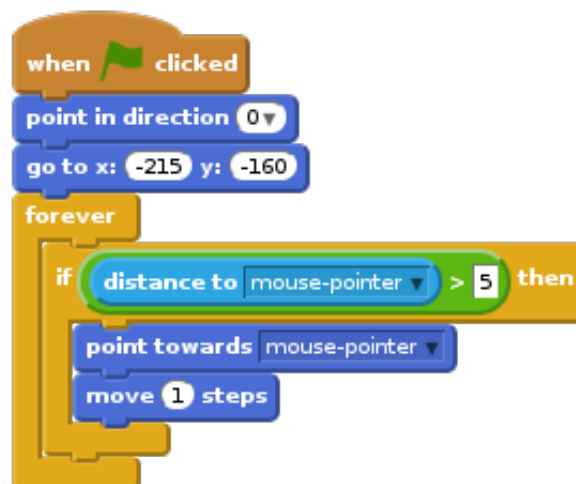 when clicked
point in direction 0
go to x: -215 y: -160
forever
if distance to mouse-pointer > 5 then
point towards mouse-pointer
move 1 steps